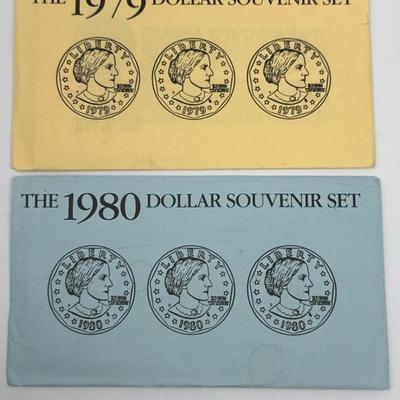 THE 1979 DOLLAR SOUVENIR SET
LIBERTY LIBERTY LIBERTY
1979 1979 1979
THE 1980 DOLLAR SOUVENIR SET
LIBERTY LIBERTY LIBERTY
1980 1980 1980